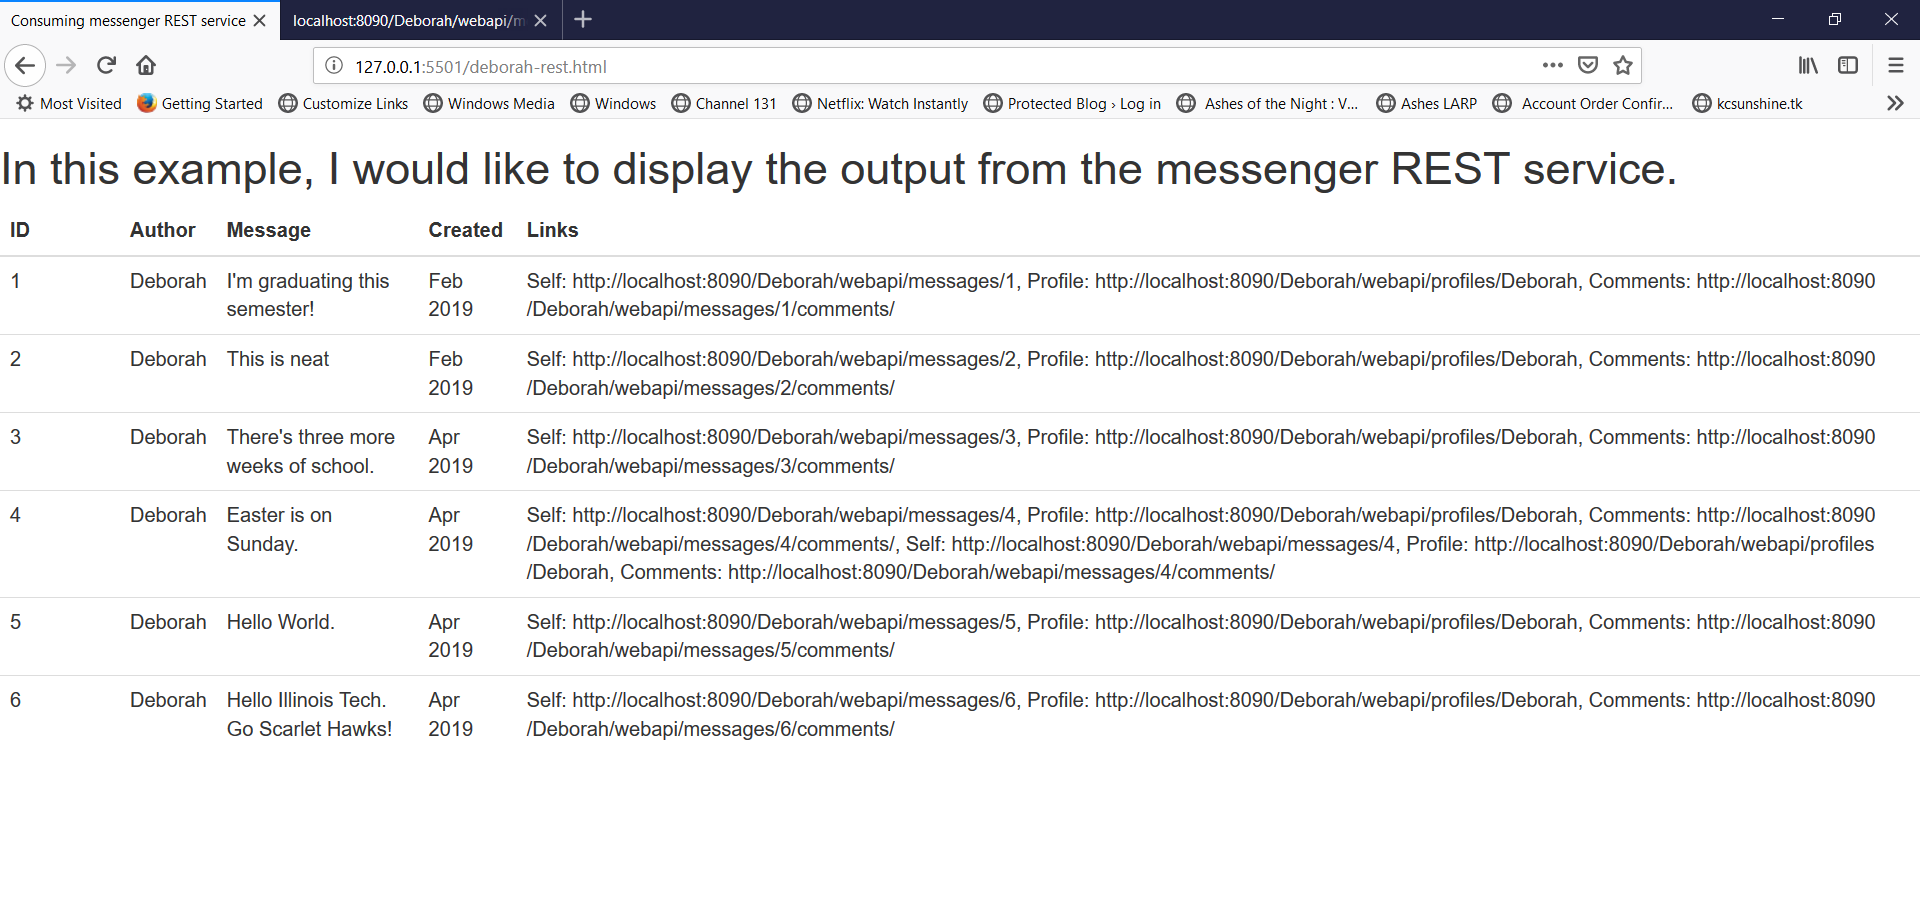 Consuming messenger REST service
localhost:8090/Deborah/webapi/m
127.0.0.1:5501/deborah-rest.html
Most Visited Getting Started Customize Links Windows Media Windows Channel 131 Netflix: Watch Instantly Protected Blog › Log in Ashes of the Night : V... Ashes LARP Account Order Confir... kcsunshine.tk
In this example, I would like to display the output from the messenger REST service.
ID Author Message Created Links
1 Deborah I'm graduating this Feb Self: http://localhost:8090/Deborah/webapi/messages/1, Profile: http://localhost:8090/Deborah/webapi/profiles/Deborah, Comments: http://localhost:8090
semester! 2019 /Deborah/webapi/messages/1/comments/
2 Deborah This is neat Feb Self: http://localhost:8090/Deborah/webapi/messages/2, Profile: http://localhost:8090/Deborah/webapi/profiles/Deborah, Comments: http://localhost:8090
2019 /Deborah/webapi/messages/2/comments/
3 Deborah There's three more Apr Self: http://localhost:8090/Deborah/webapi/messages/3, Profile: http://localhost:8090/Deborah/webapi/profiles/Deborah, Comments: http://localhost:8090
weeks of school. 2019 /Deborah/webapi/messages/3/comments/
4 Deborah Easter is on Apr Self: http://localhost:8090/Deborah/webapi/messages/4, Profile: http://localhost:8090/Deborah/webapi/profiles/Deborah, Comments: http://localhost:8090
Sunday. 2019 /Deborah/webapi/messages/4/comments/, Self: http://localhost:8090/Deborah/webapi/messages/4, Profile: http://localhost:8090/Deborah/webapi/profiles
/Deborah, Comments: http://localhost:8090/Deborah/webapi/messages/4/comments/
5 Deborah Hello World. Apr Self: http://localhost:8090/Deborah/webapi/messages/5, Profile: http://localhost:8090/Deborah/webapi/profiles/Deborah, Comments: http://localhost:8090
2019 /Deborah/webapi/messages/5/comments/
6 Deborah Hello Illinois Tech. Apr Self: http://localhost:8090/Deborah/webapi/messages/6, Profile: http://localhost:8090/Deborah/webapi/profiles/Deborah, Comments: http://localhost:8090
Go Scarlet Hawks! 2019 /Deborah/webapi/messages/6/comments/